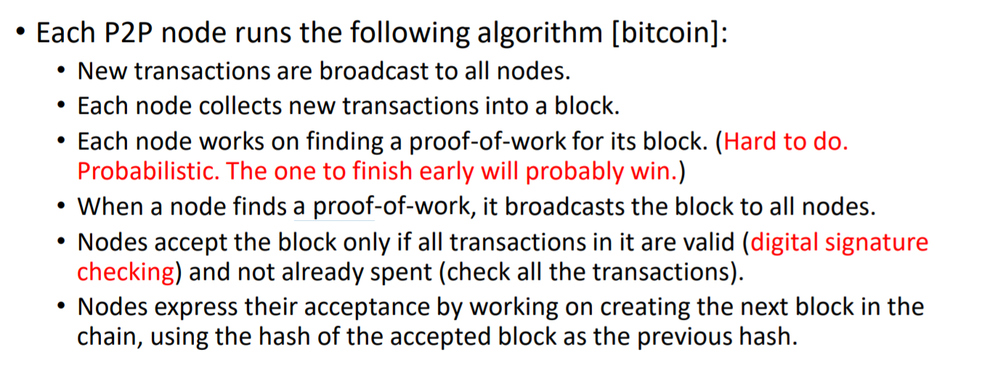 • Each P2P node runs the following algorithm [bitcoin]:
• New transactions are broadcast to all nodes.
• Each node collects new transactions into a block.
• Each node works on finding a proof-of-work for its block. (Hard to do.
Probabilistic. The one to finish early will probably win.)
• When a node finds a proof-of-work, it broadcasts the block to all nodes.
• Nodes accept the block only if all transactions in it are valid (digital signature
checking) and not already spent (check all the transactions).
• Nodes express their acceptance by working on creating the next block in the
chain, using the hash of the accepted block as the previous hash.